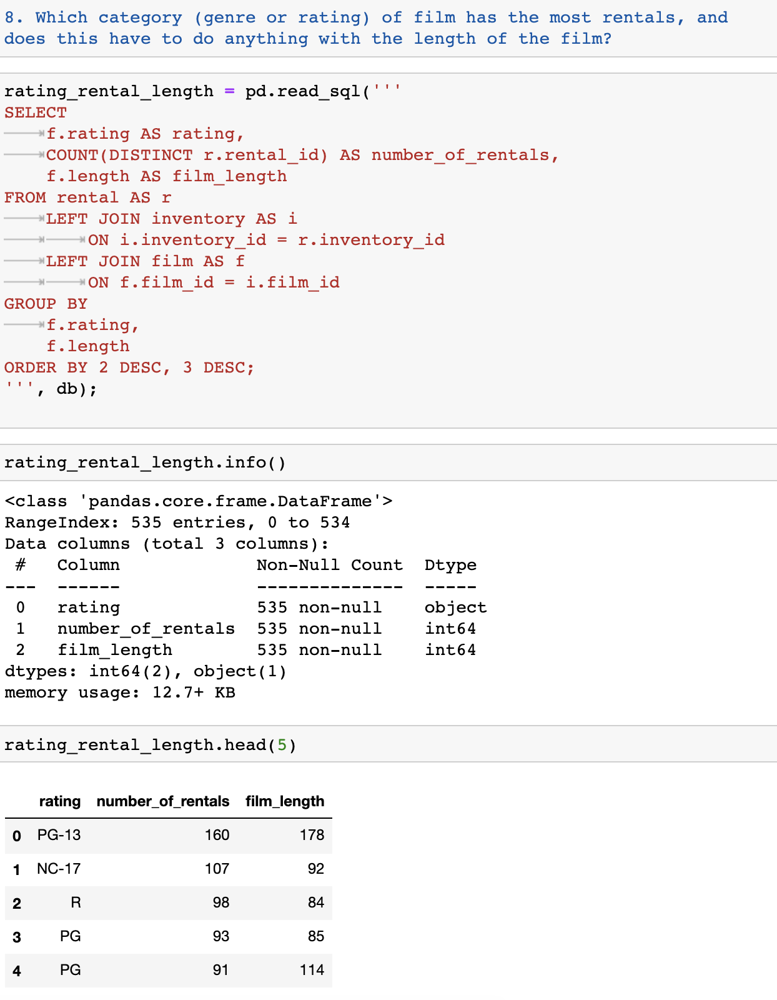 8. Which category (genre or rating) of film has the most rentals, and
does this have to do anything with the length of the film?
rating_rental_length = pd.read_sql('''
SELECT
f.rating AS rating,
COUNT(DISTINCT r.rental_id) AS number_of_rentals,
f.length AS film_length
FROM rental AS r
LEFT JOIN inventory AS i
ON i.inventory_id = r.inventory_id
LEFT JOIN film AS f
ON f.film_id = i.film_id
GROUP BY
f.rating,
f.length
ORDER BY 2 DESC, 3 DESC;
''', db);
rating_rental_length.info()
<class 'pandas.core.frame.DataFrame'>
RangeIndex: 535 entries, 0 to 534
Data columns (total 3 columns):
# Column Non-Null Count Dtype
--- ------ -------------- -----
0 rating 535 non-null object
1 number_of_rentals 535 non-null int64
2 film_length 535 non-null int64
dtypes: int64(2), object(1)
memory usage: 12.7+ KB
rating_rental_length.head(5)
rating number_of_rentals film_length
0 PG-13 160 178
1 NC-17 107 92
2 R 98 84
3 PG 93 85
4 PG 91 114